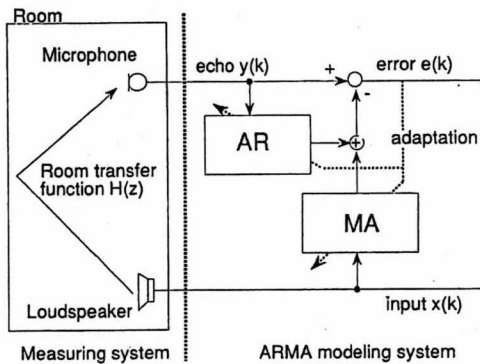 Room
Microphone
echo y(k)
+
error e(k)
-
AR
+
adaptation
Room transfer
function H(z)
MA
Loudspeaker
input x(k)
Measuring system
ARMA modeling system